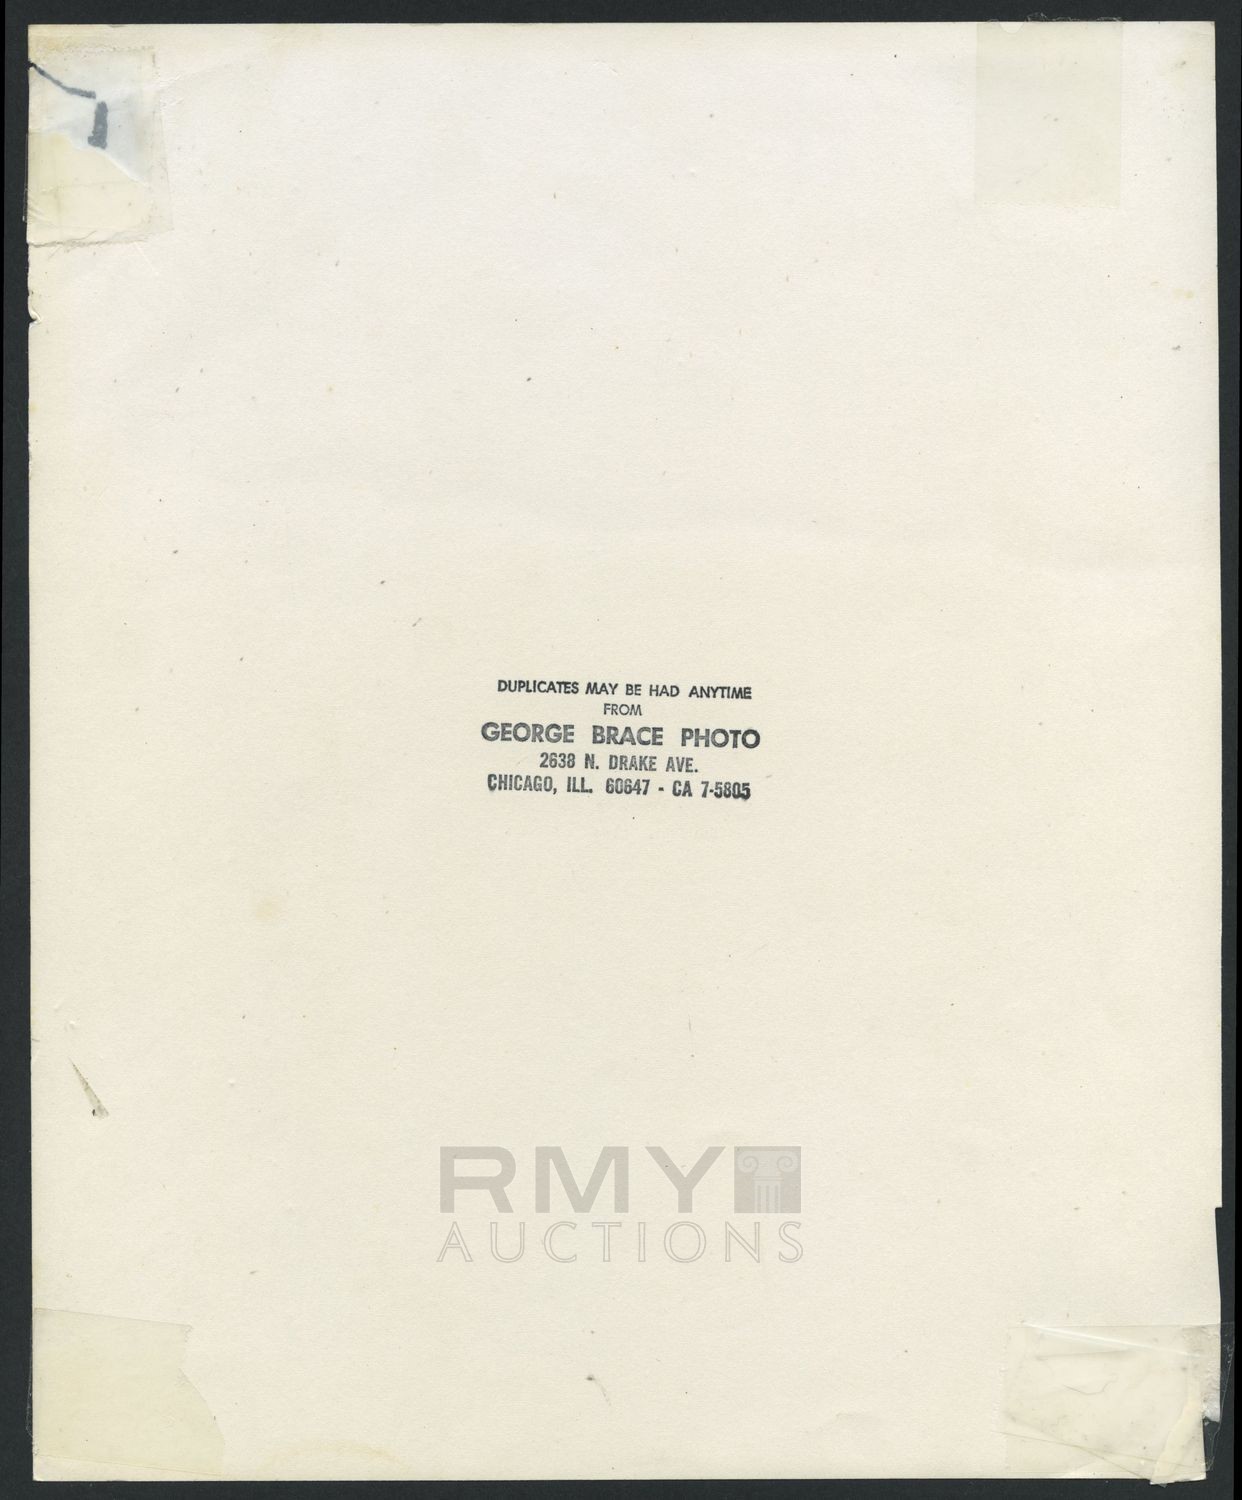 DUPLICATES MAY BE HAD ANYTIME
FROM
GEORGE BRACE PHOTO
2638 N. DRAKE AVE.
CHICAGO, ILL. 60647 - CA 7-5805
RMY
AUCTIONS